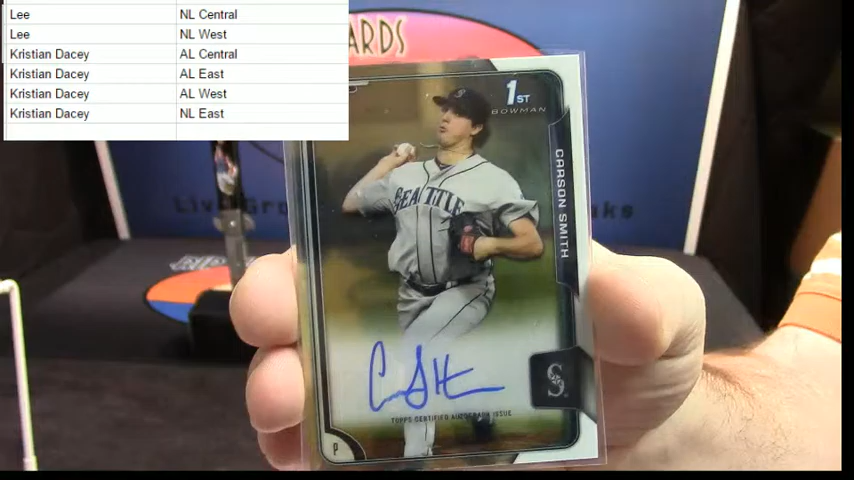 Lee NL Central
Lee NL West
Kristian Dacey AL Central
Kristian Dacey AL East
Kristian Dacey AL West
Kristian Dacey NL East
ARDS
1ST
BOWMAN
CARSON SMITH
SEATTLE
S
TOPPS CERTIFIED AUTOGRAPH ISSUE
P